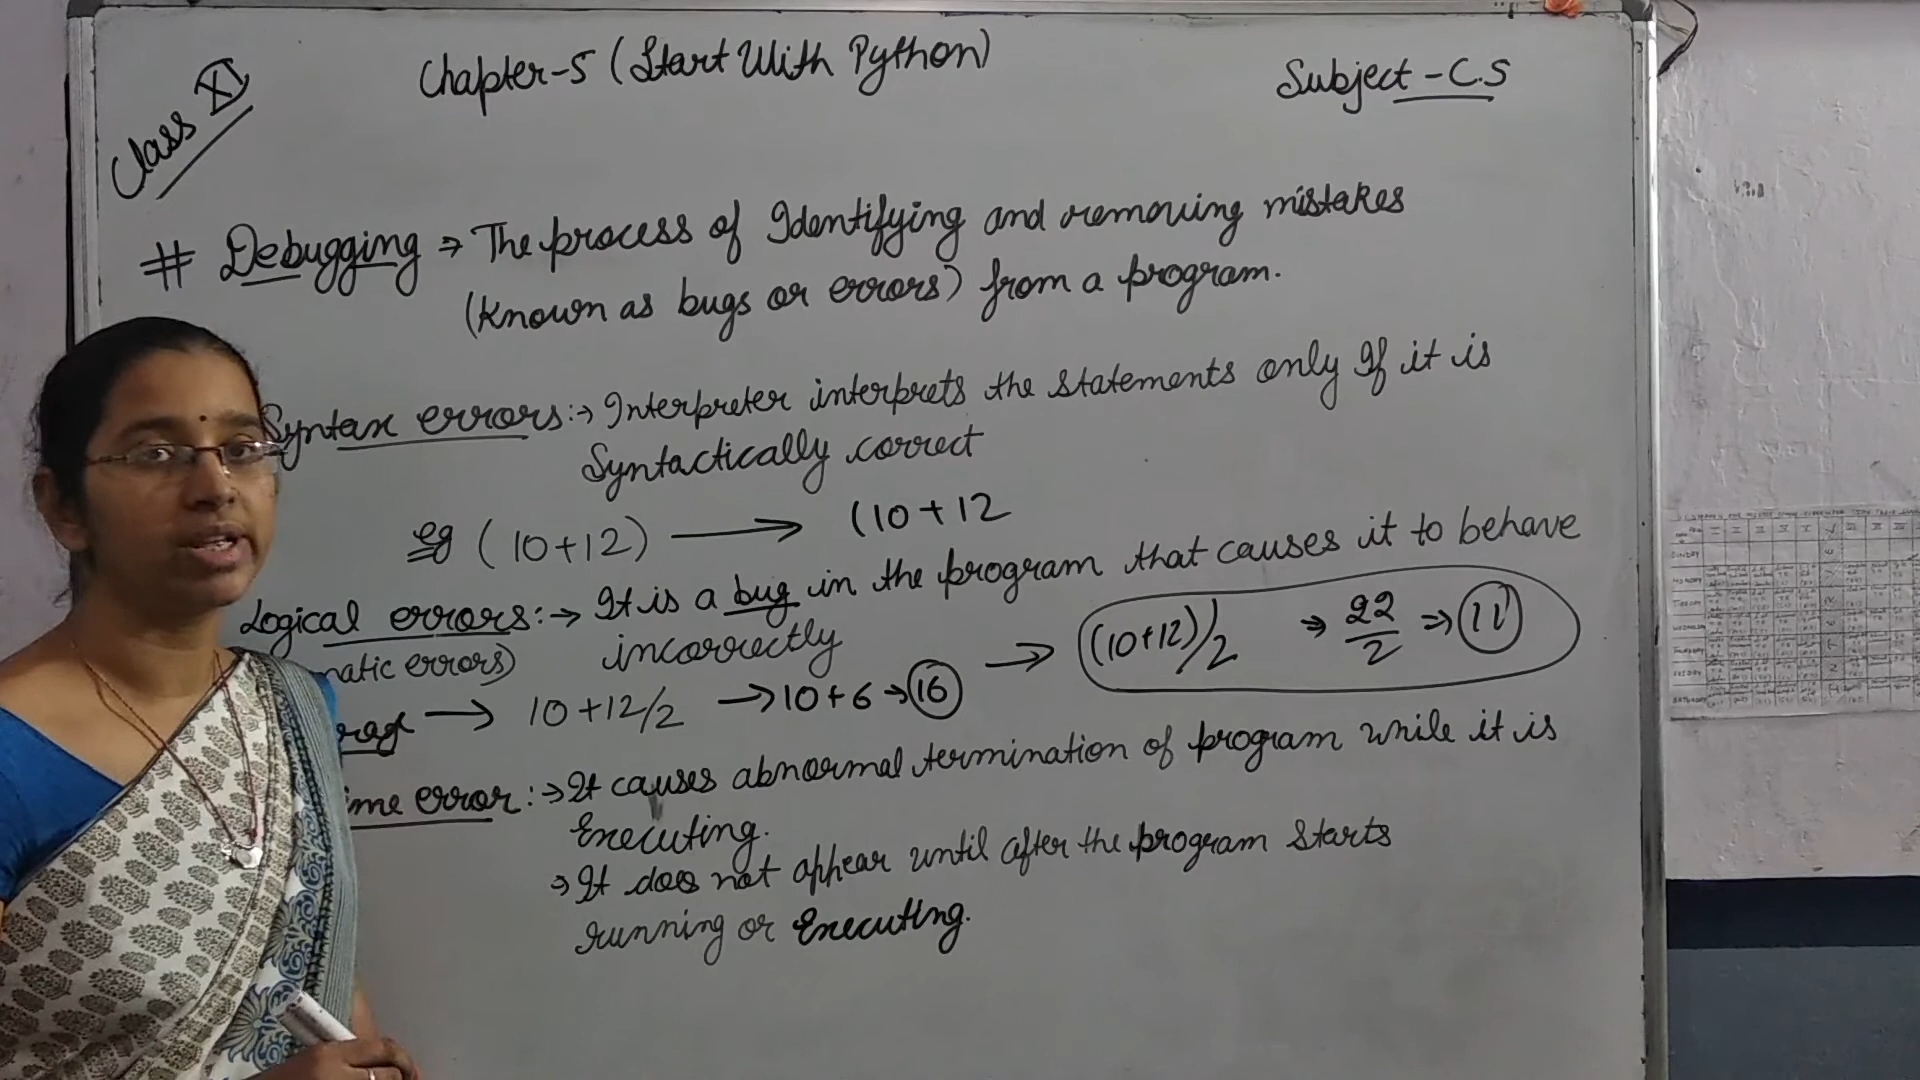 Class XI
Chapter-5 (Start With Python)
Subject - C.S
# Debugging ⇒ The process of Identifying and removing mistakes
(known as bugs or errors) from a program.
Syntax errors :→ Interpreter interprets the statements only If it is
Syntactically correct
eg (10+12) → (10+12
Logical errors :→ It is a bug in the program that causes it to behave
matic errors) incorrectly
→ 10+12/2 → 10+6 → 16 → (10+12)/2 ⇒ 22/2 ⇒ 11
ime error :→ It causes abnormal termination of program while it is
Executing.
⇒ It does not appear until after the program starts
running or Executing.